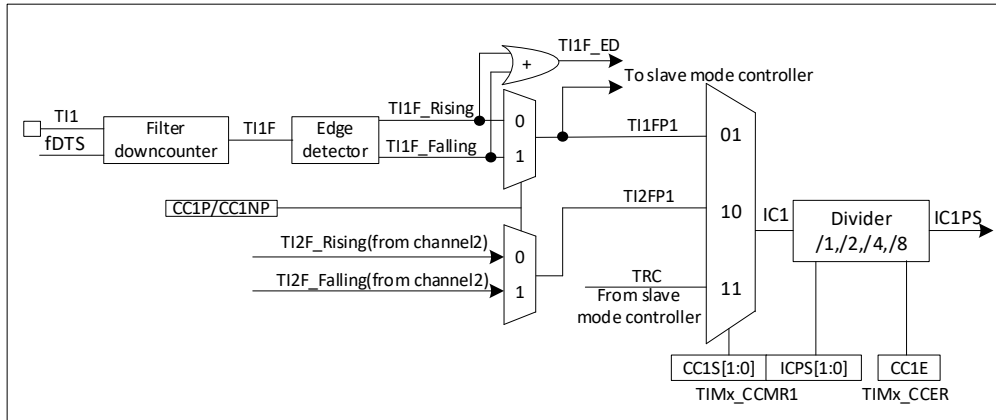 TI1F_ED
To slave mode controller
TI1
fDTS
Filter
downcounter
TI1F
Edge
detector
TI1F_Rising
TI1F_Falling
+
0
1
TI1FP1
01
CC1P/CC1NP
TI2FP1
10
IC1
Divider
/1,/2,/4,/8
IC1PS
TI2F_Rising(from channel2)
TI2F_Falling(from channel2)
0
1
TRC
From slave
mode controller
11
CC1S[1:0]
ICPS[1:0]
CC1E
TIMx_CCMR1
TIMx_CCER